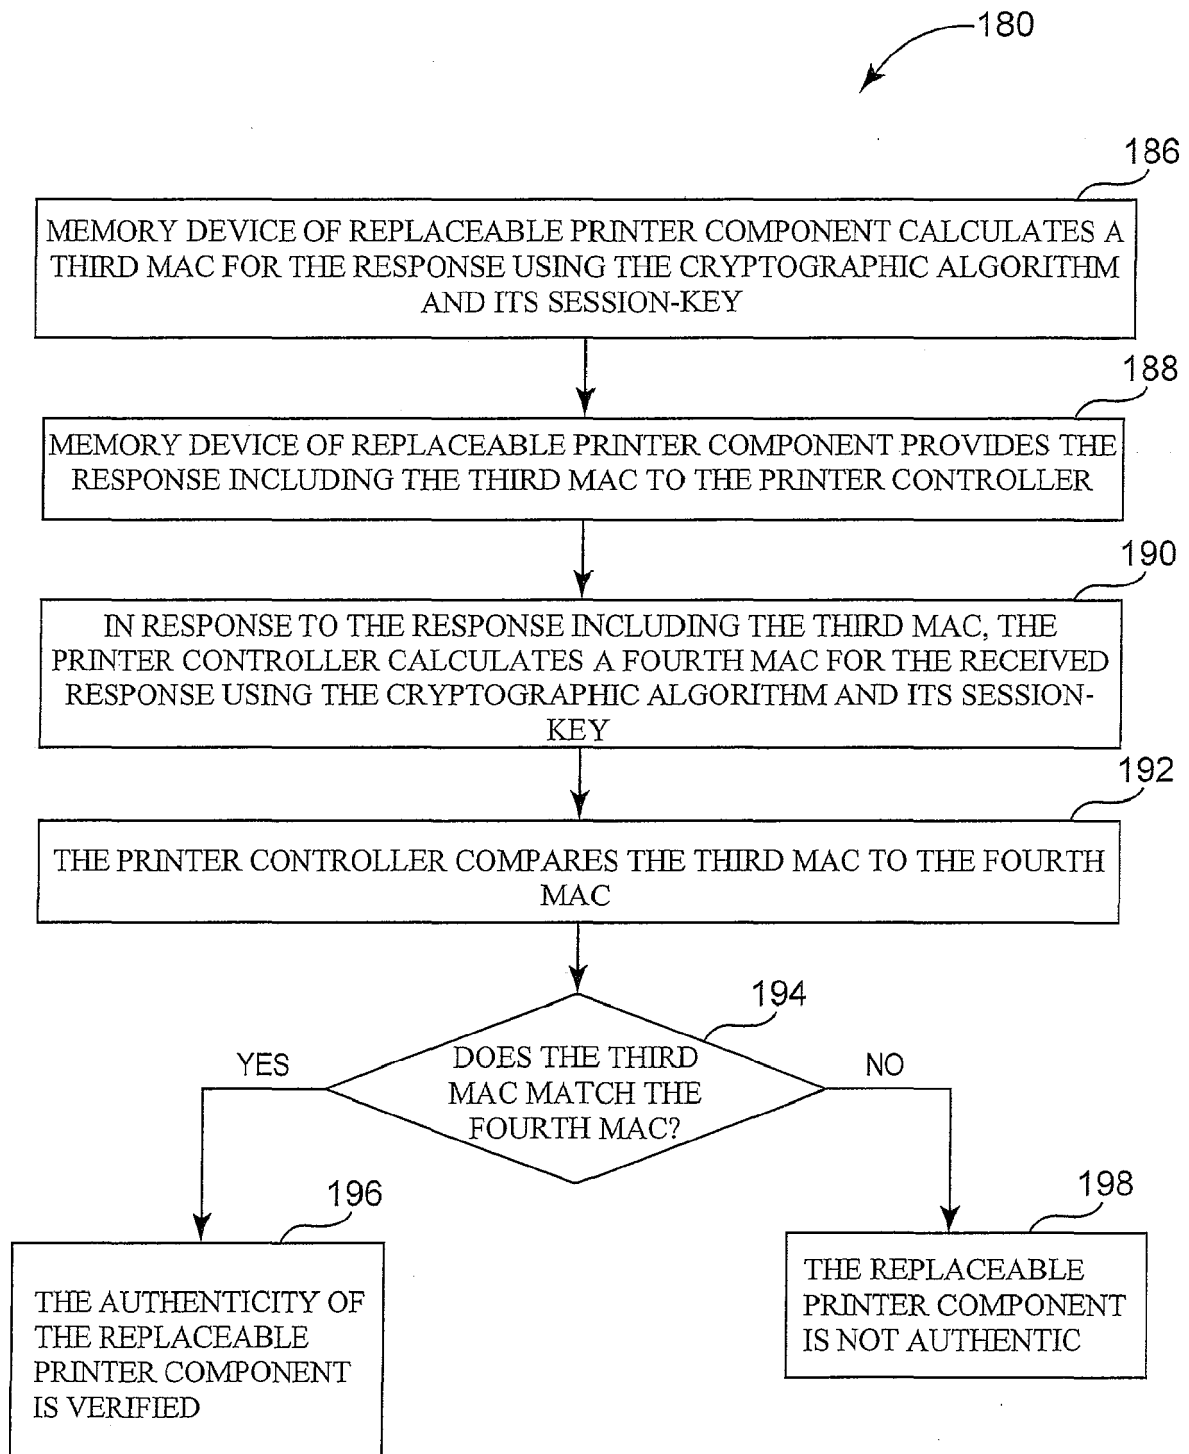 180
186
MEMORY DEVICE OF REPLACEABLE PRINTER COMPONENT CALCULATES A
THIRD MAC FOR THE RESPONSE USING THE CRYPTOGRAPHIC ALGORITHM
AND ITS SESSION-KEY
188
MEMORY DEVICE OF REPLACEABLE PRINTER COMPONENT PROVIDES THE
RESPONSE INCLUDING THE THIRD MAC TO THE PRINTER CONTROLLER
190
IN RESPONSE TO THE RESPONSE INCLUDING THE THIRD MAC, THE
PRINTER CONTROLLER CALCULATES A FOURTH MAC FOR THE RECEIVED
RESPONSE USING THE CRYPTOGRAPHIC ALGORITHM AND ITS SESSION-
KEY
192
THE PRINTER CONTROLLER COMPARES THE THIRD MAC TO THE FOURTH
MAC
194
YES
DOES THE THIRD
MAC MATCH THE
FOURTH MAC?
NO
196
THE AUTHENTICITY OF
THE REPLACEABLE
PRINTER COMPONENT
IS VERIFIED
198
THE REPLACEABLE
PRINTER COMPONENT
IS NOT AUTHENTIC